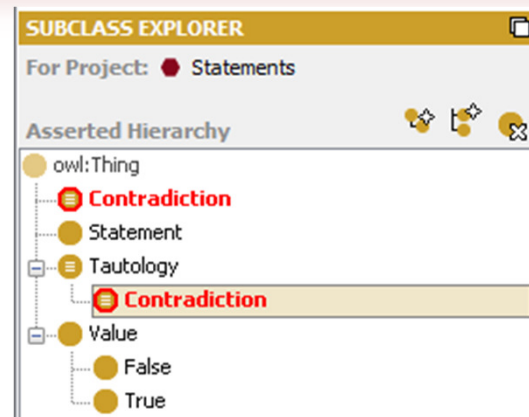 SUBCLASS EXPLORER
For Project: Statements
Asserted Hierarchy
owl:Thing
Contradiction
Statement
Tautology
Contradiction
Value
False
True